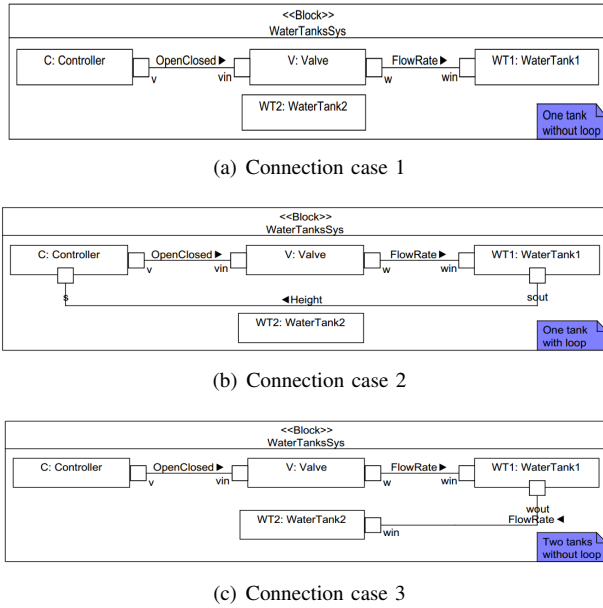 <<Block>>
WaterTanksSys
C: Controller
OpenClosed ▶
V: Valve
FlowRate ▶
WT1: WaterTank1
v
vin
w
win
WT2: WaterTank2
One tank
without loop
(a) Connection case 1
<<Block>>
WaterTanksSys
C: Controller
OpenClosed ▶
V: Valve
FlowRate ▶
WT1: WaterTank1
v
vin
w
win
s
◀Height
sout
WT2: WaterTank2
One tank
with loop
(b) Connection case 2
<<Block>>
WaterTanksSys
C: Controller
OpenClosed ▶
V: Valve
FlowRate ▶
WT1: WaterTank1
v
vin
w
win
wout
WT2: WaterTank2
FlowRate ◀
win
Two tanks
without loop
(c) Connection case 3